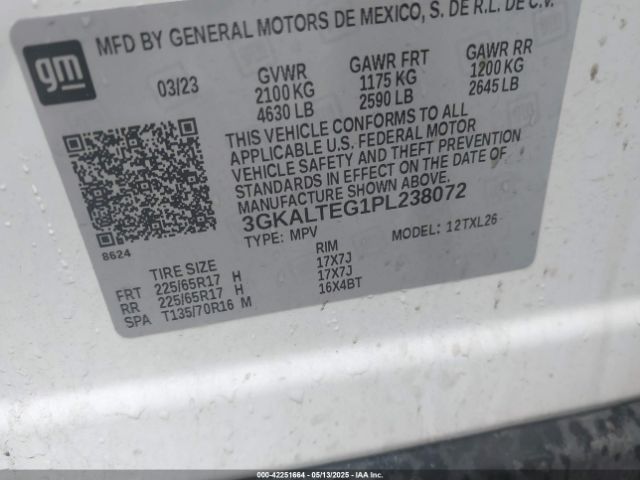 gm
MFD BY GENERAL MOTORS DE MEXICO, S. DE R.L. DE C.V.
03/23 GVWR GAWR FRT GAWR RR
2100 KG 1175 KG 1200 KG
4630 LB 2590 LB 2645 LB
THIS VEHICLE CONFORMS TO ALL
APPLICABLE U.S. FEDERAL MOTOR
VEHICLE SAFETY AND THEFT PREVENTION
STANDARDS IN EFFECT ON THE DATE OF
MANUFACTURE SHOWN ABOVE.
3GKALTEG1PL238072
8624 TYPE: MPV MODEL: 12TXL26
TIRE SIZE RIM
FRT 225/65R17 H 17X7J
RR 225/65R17 H 17X7J
SPA T135/70R16 M 16X4BT
000-42251664 - 05/13/2025 - IAA Inc.